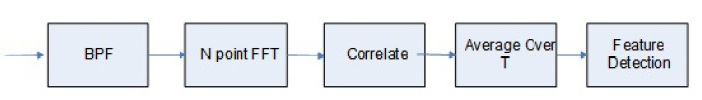 BPF
N point FFT
Correlate
Average Over
T
Feature
Detection